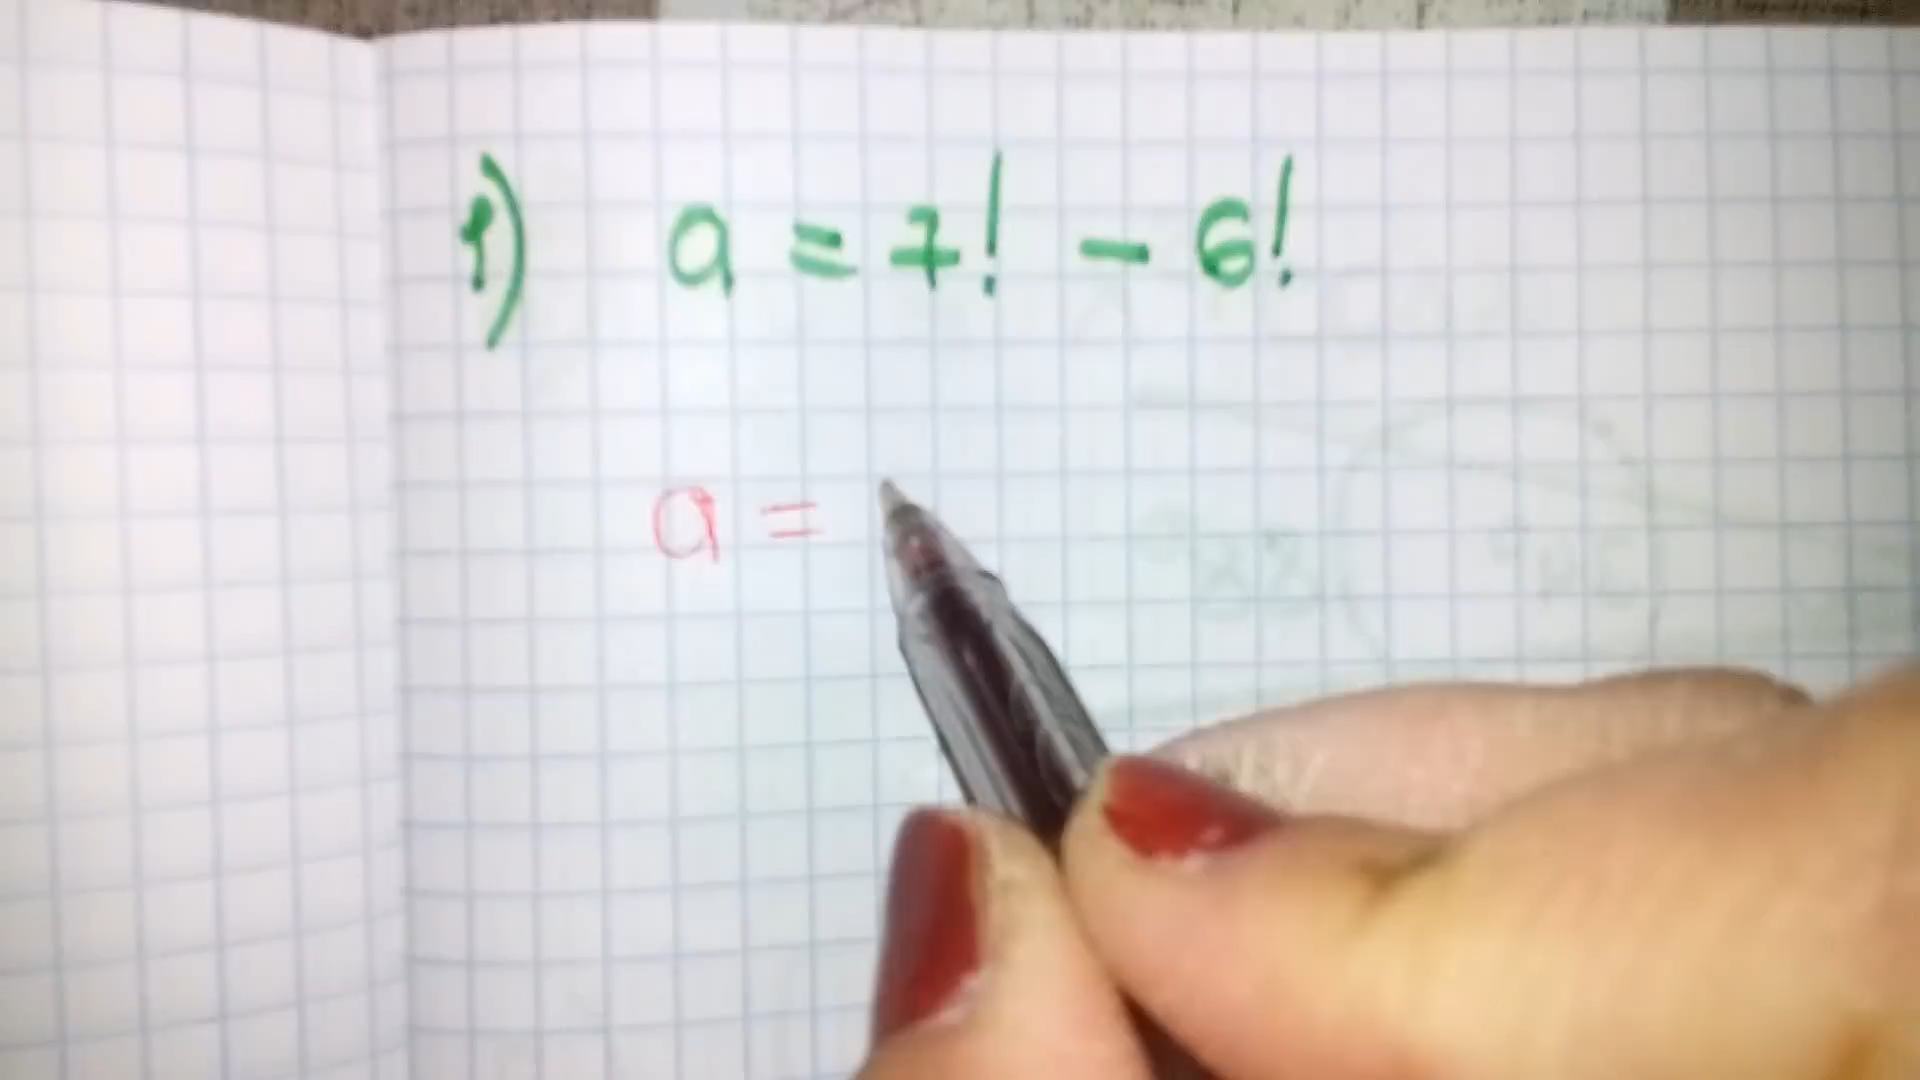 1) a = 7! - 6!
a =